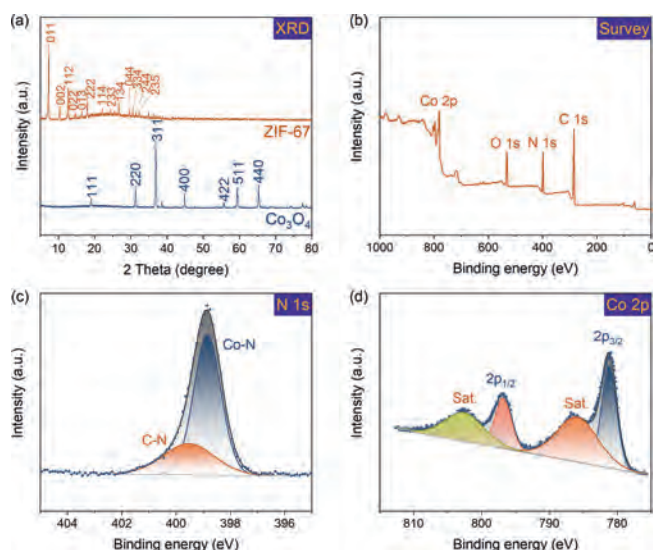 (a)
XRD
011
002
112
022
013
222
114
233
134
044
334
244
235
ZIF-67
311
111
220
400
422
511
440
Co₃O₄
Intensity (a.u.)
10 20 30 40 50 60 70 80
2 Theta (degree)
(b)
Survey
Co 2p
O 1s
N 1s
C 1s
Intensity (a.u.)
1000 800 600 400 200 0
Binding energy (eV)
(c)
N 1s
Co-N
C-N
Intensity (a.u.)
404 402 400 398 396
Binding energy (eV)
(d)
Co 2p
2p₃/₂
2p₁/₂
Sat.
Sat.
Intensity (a.u.)
810 800 790 780
Binding energy (eV)